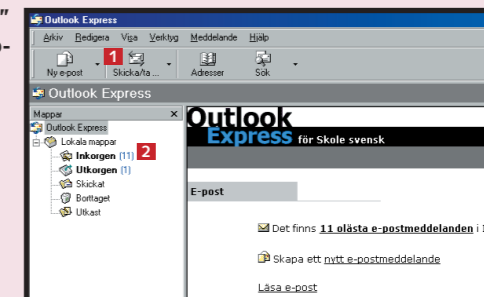 "
-
Outlook Express
Arkiv Redigera Visa Verktyg Meddelande Hjälp
1
Ny e-post Skicka/ta ... Adresser Sök
Outlook Express
Mappar x
Outlook Express
Lokala mappar
Inkorgen (11) 2
Utkorgen (1)
Skickat
Borttaget
Utkast
Outlook
Express för Skole svensk
E-post
Det finns 11 olästa e-postmeddelanden i
Skapa ett nytt e-postmeddelande
Läsa e-post